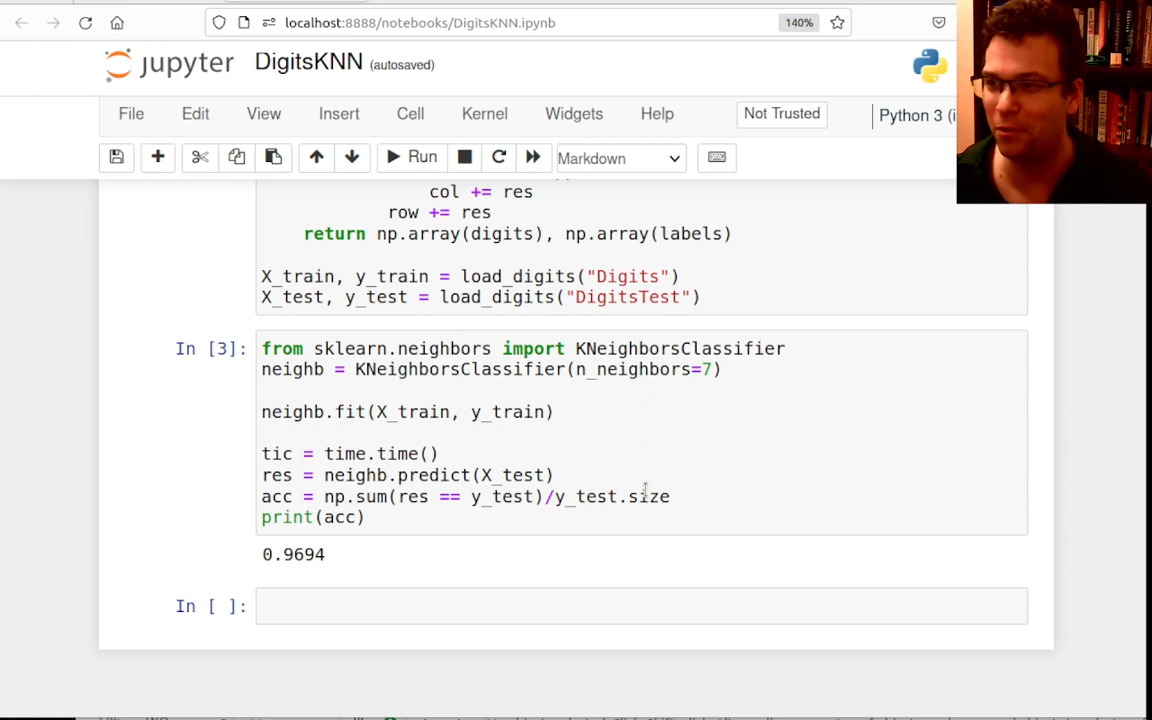 localhost:8888/notebooks/DigitsKNN.ipynb
140%
jupyter DigitsKNN (autosaved)
File Edit View Insert Cell Kernel Widgets Help Not Trusted Python 3 (i
Run Markdown
col += res
row += res
return np.array(digits), np.array(labels)
X_train, y_train = load_digits("Digits")
X_test, y_test = load_digits("DigitsTest")
In [3]: from sklearn.neighbors import KNeighborsClassifier
neighb = KNeighborsClassifier(n_neighbors=7)
neighb.fit(X_train, y_train)
tic = time.time()
res = neighb.predict(X_test)
acc = np.sum(res == y_test)/y_test.size
print(acc)
0.9694
In [ ]: